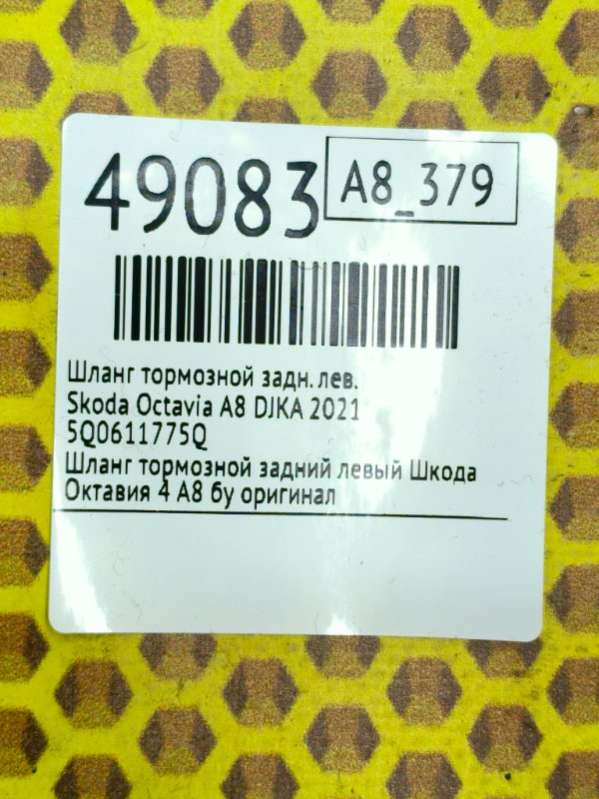 49083
A8_379
Шланг тормозной задн. лев.
Skoda Octavia A8 DJKA 2021
5Q0611775Q
Шланг тормозной задний левый Шкода
Октавия 4 А8 бу оригинал